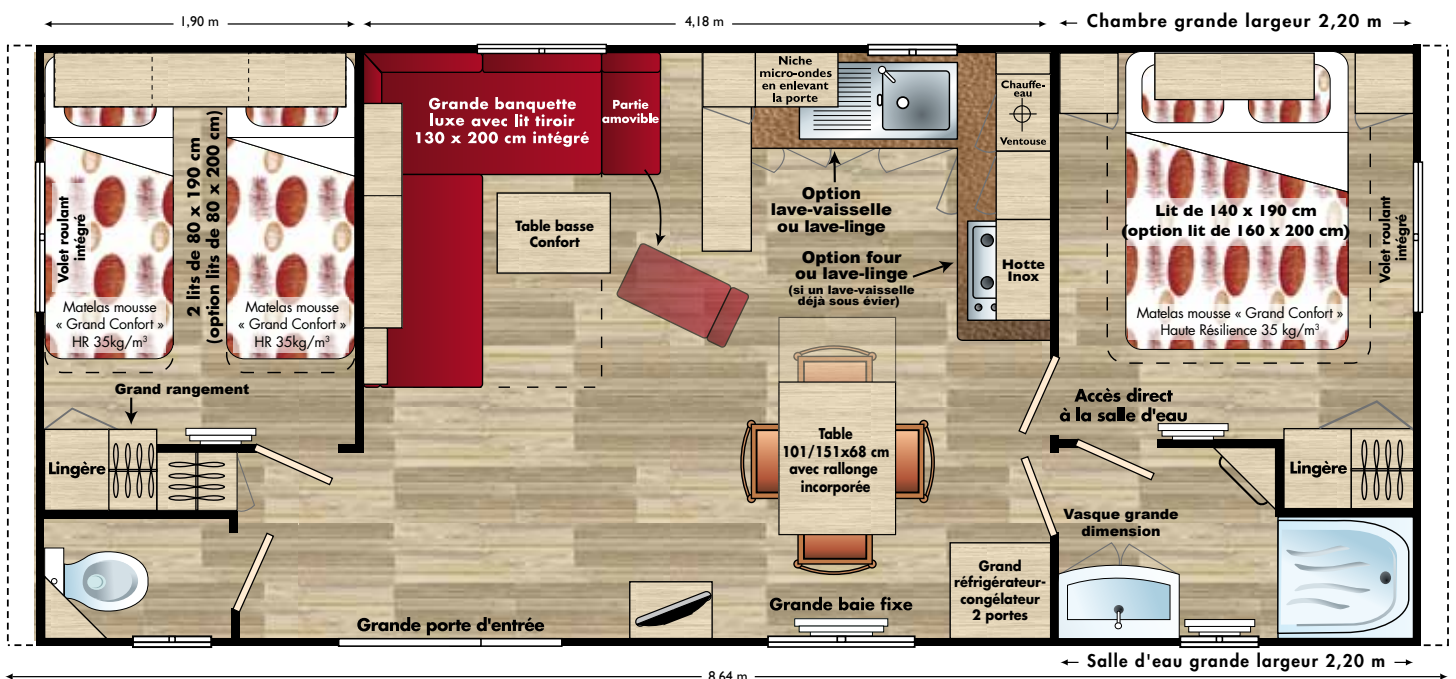 1,90 m
4,18 m
Chambre grande largeur 2,20 m
Volet roulant
intégré
2 lits de 80 x 190 cm
(option lits de 80 x 200 cm)
Matelas mousse
« Grand Confort »
HR 35kg/m³
Matelas mousse
« Grand Confort »
HR 35kg/m³
Grande banquette
luxe avec lit tiroir
130 x 200 cm intégré
Partie
amovible
Table basse
Confort
Niche
micro-ondes
en enlevant
la porte
Chauffe-
eau
Ventouse
Option
lave-vaisselle
ou lave-linge
Option four
ou lave-linge
(si un lave-vaisselle
déjà sous évier)
Hotte
Inox
Lit de 140 x 190 cm
(option lit de 160 x 200 cm)
Matelas mousse « Grand Confort »
Haute Résilience 35 kg/m³
Volet roulant
intégré
Grand rangement
Lingère
Table
101/151x68 cm
avec rallonge
incorporée
Accès direct
à la salle d'eau
Lingère
Vasque grande
dimension
Grand
réfrigérateur-
congélateur
2 portes
Grande baie fixe
Grande porte d'entrée
Salle d'eau grande largeur 2,20 m
8,64 m